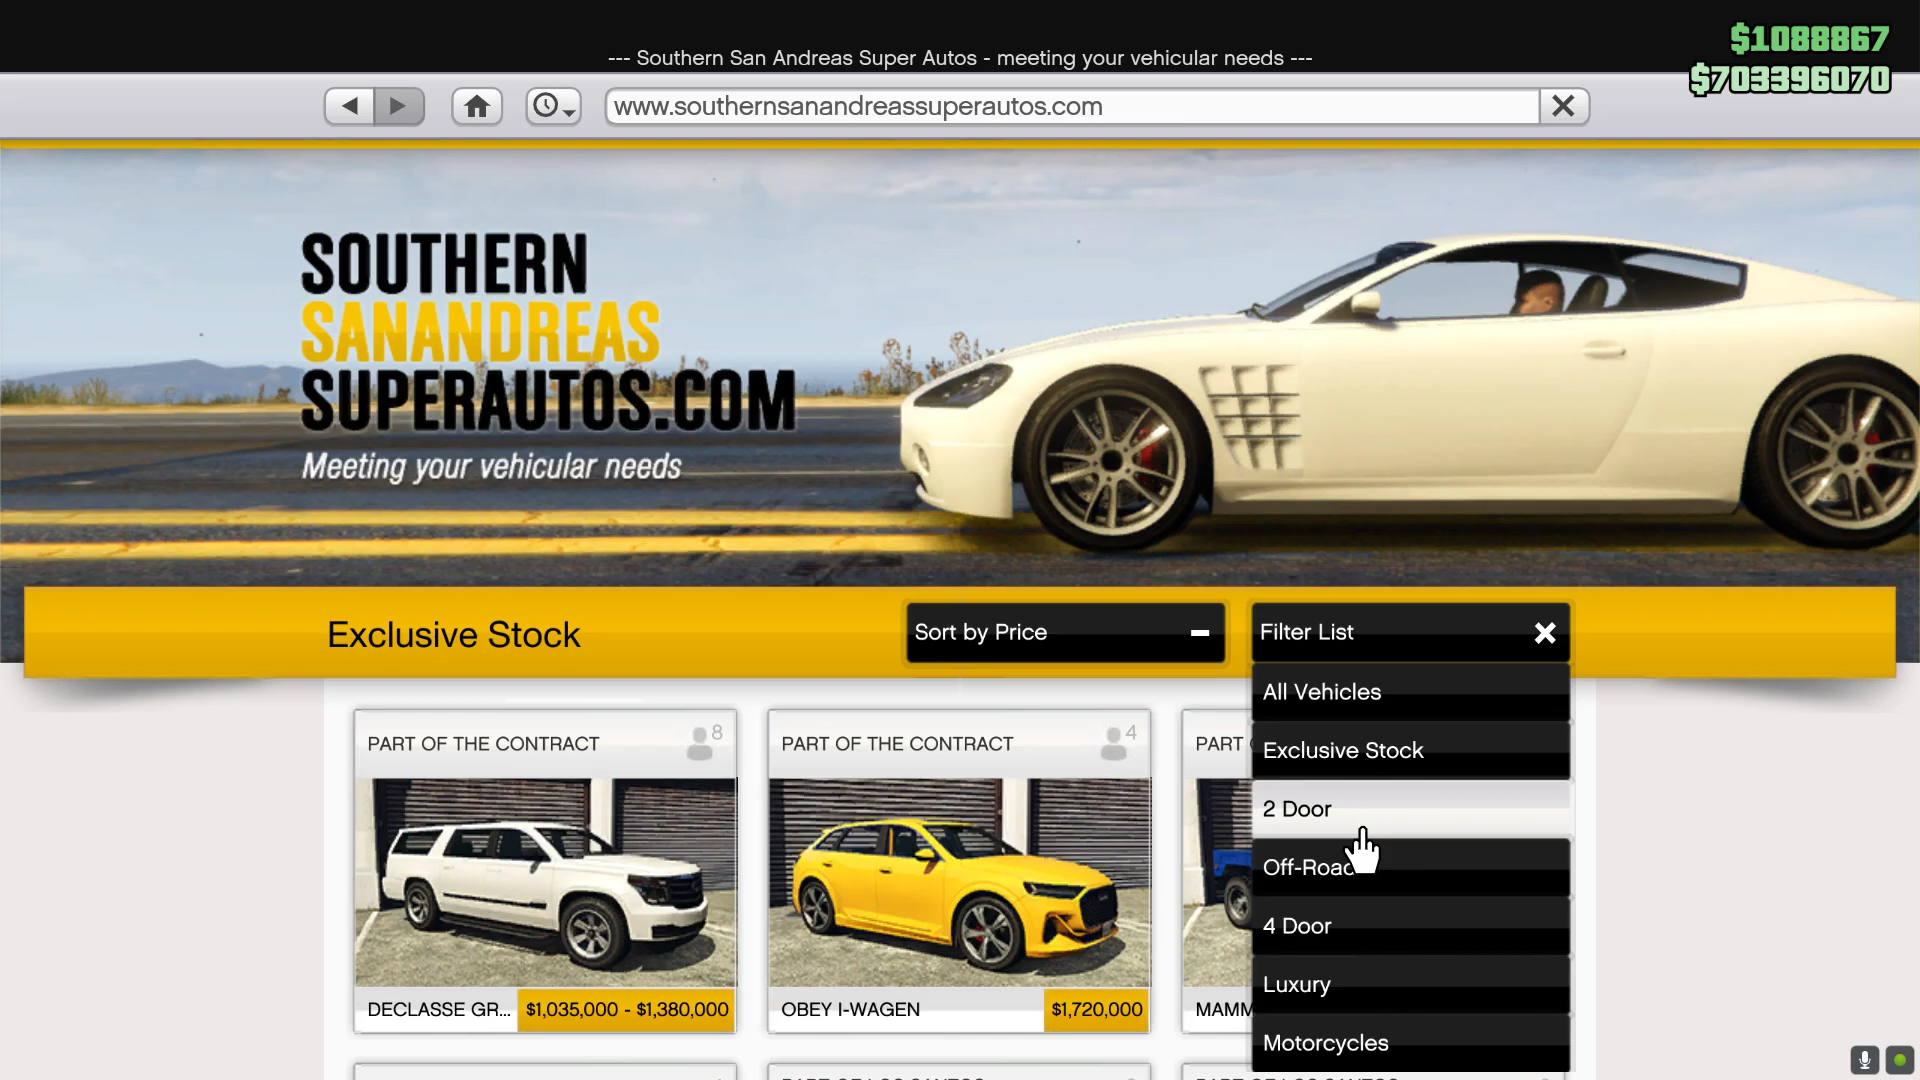 --- Southern San Andreas Super Autos - meeting your vehicular needs ---
$1088867
$703396070
www.southernsanandreassuperautos.com
SOUTHERN
SANANDREAS
SUPERAUTOS.COM
Meeting your vehicular needs
Exclusive Stock
Sort by Price
Filter List
All Vehicles
Exclusive Stock
2 Door
Off-Road
4 Door
Luxury
Motorcycles
PART OF THE CONTRACT
8
DECLASSE GR...
$1,035,000 - $1,380,000
PART OF THE CONTRACT
4
OBEY I-WAGEN
$1,720,000
PART
MAMM